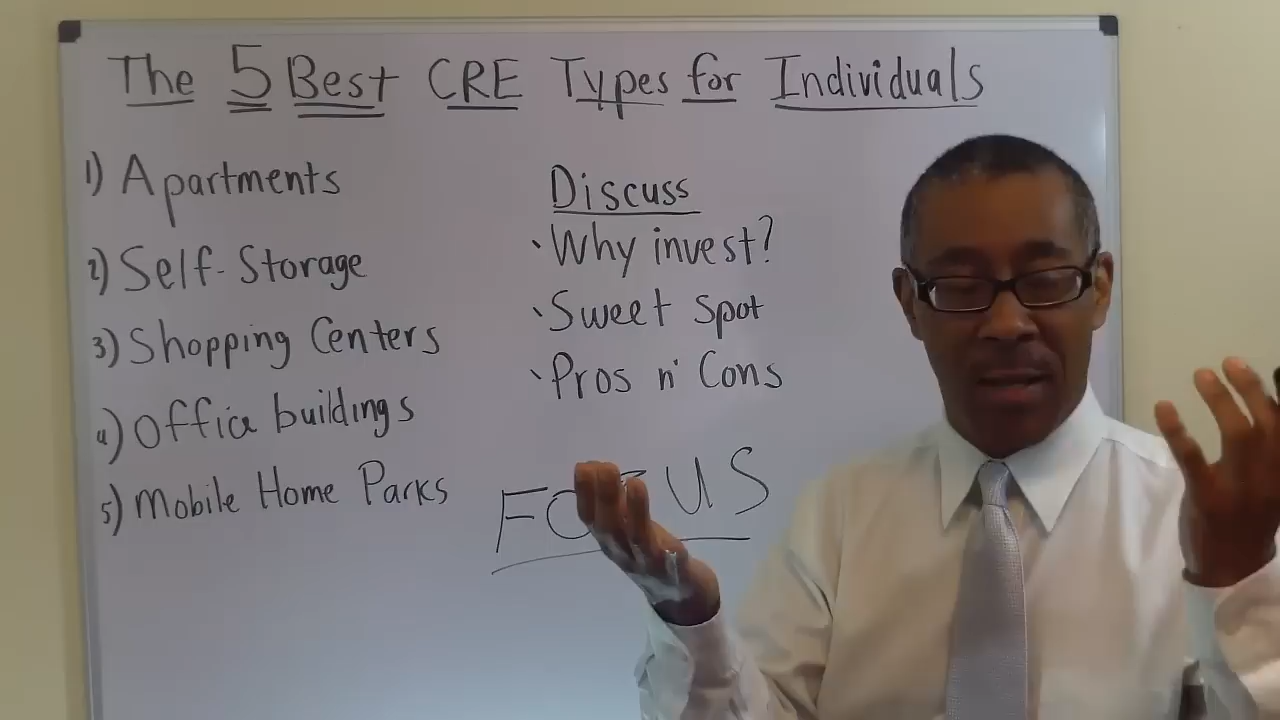 The 5 Best CRE Types for Individuals
1) Apartments
2) Self-Storage
3) Shopping Centers
4) Office buildings
5) Mobile Home Parks
Discuss
· Why invest?
· Sweet spot
· Pros n' Cons